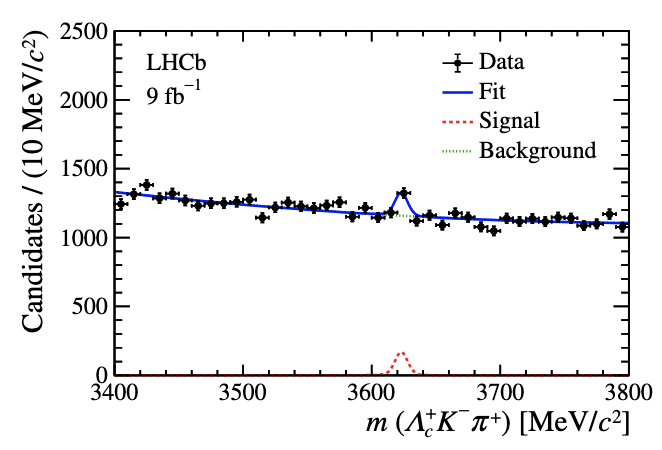 2500
2000
1500
1000
500
0
Candidates / (10 MeV/c²)
LHCb
9 fb⁻¹
Data
Fit
Signal
Background
3400 3500 3600 3700 3800
m (Λc⁺K⁻π⁺) [MeV/c²]